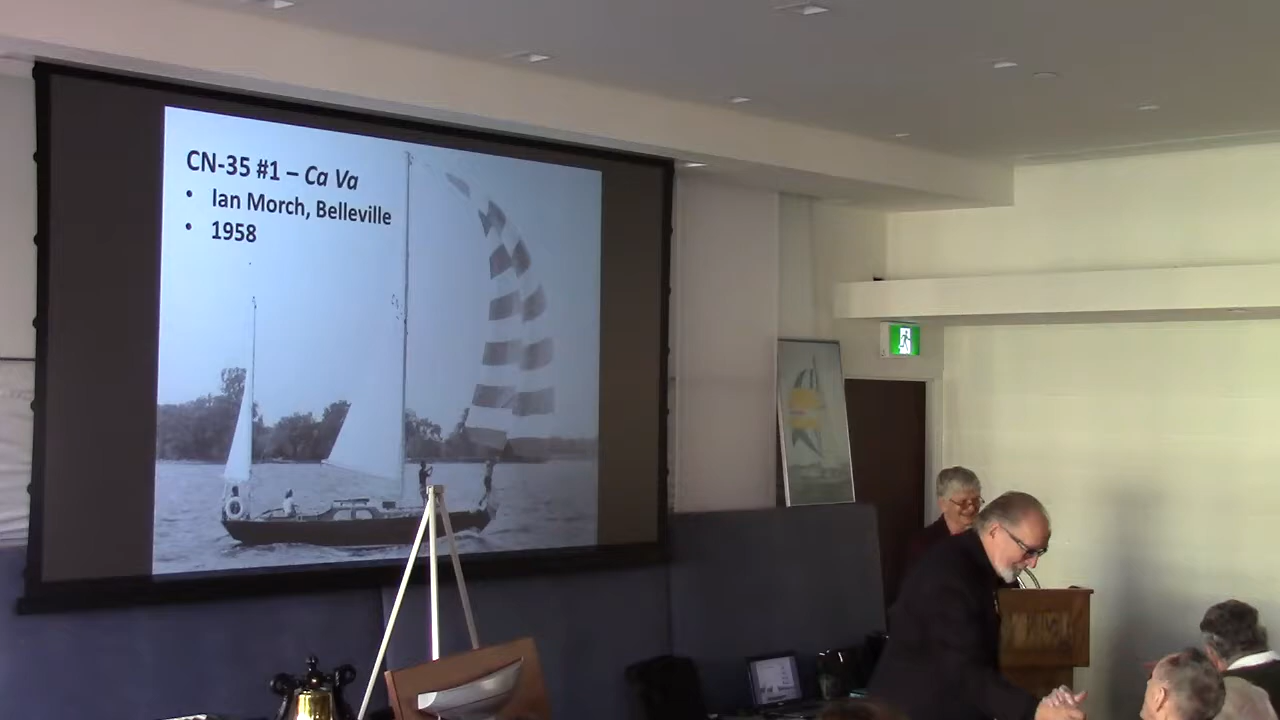 CN-35 #1 – Ca Va
• Ian Morch, Belleville
• 1958